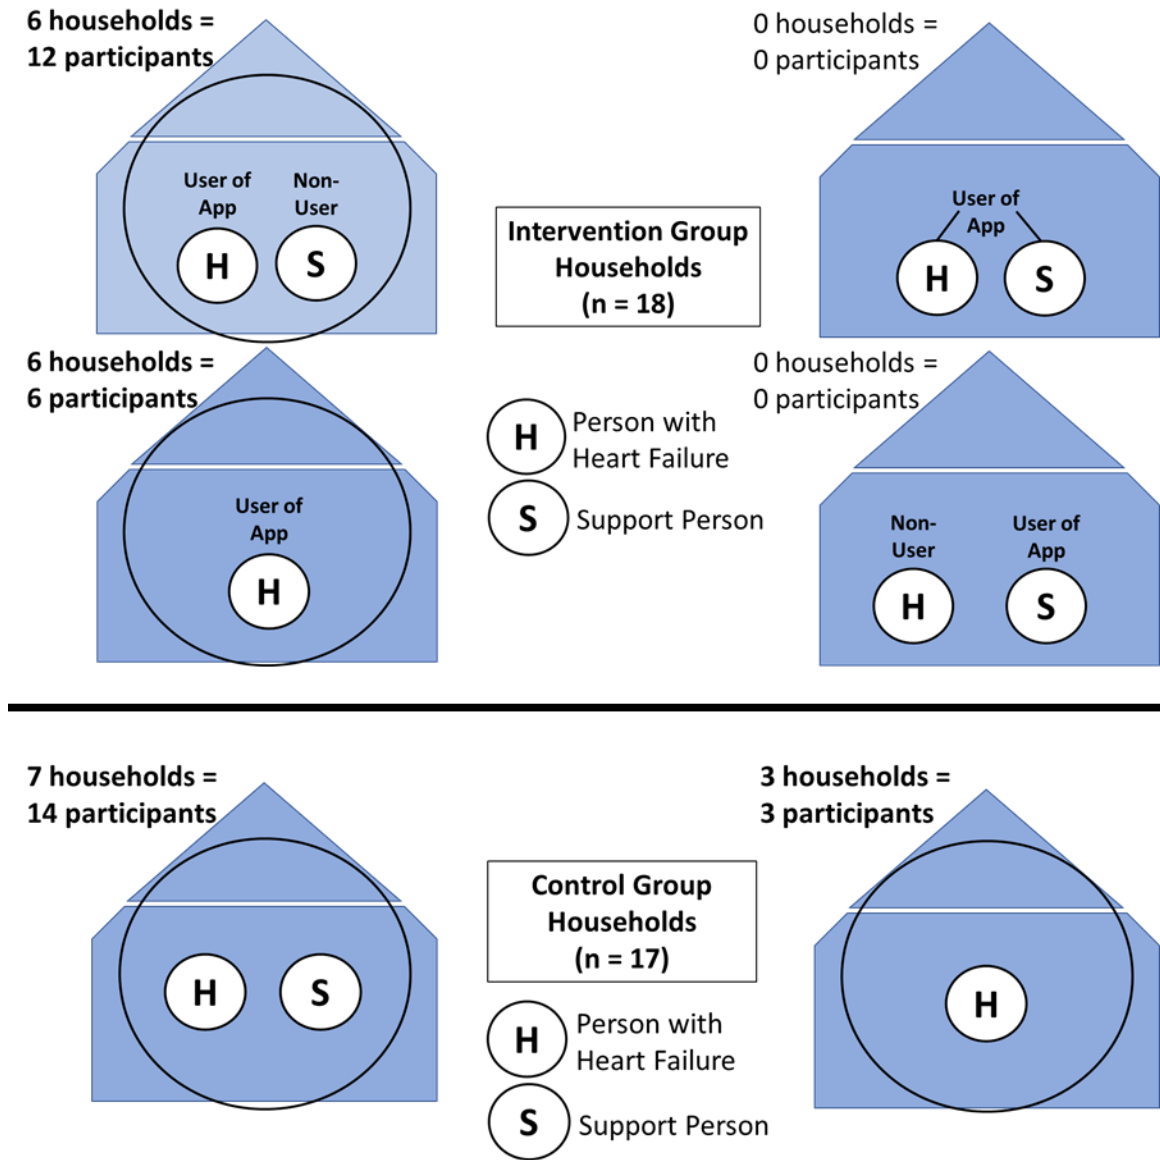 6 households =
12 participants
User of
App
Non-
User
H
S
0 households =
0 participants
User of
App
H
S
Intervention Group
Households
(n = 18)
6 households =
6 participants
User of
App
H
H
Person with
Heart Failure
S
Support Person
0 households =
0 participants
Non-
User
User of
App
H
S
7 households =
14 participants
H
S
Control Group
Households
(n = 17)
H
Person with
Heart Failure
S
Support Person
3 households =
3 participants
H